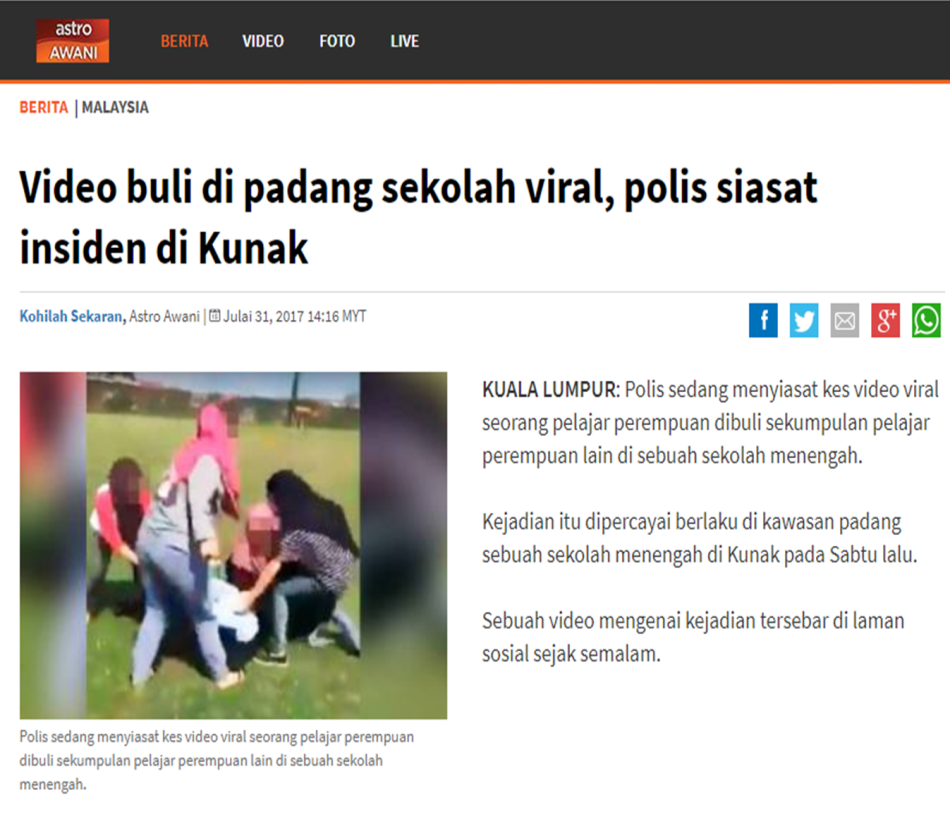 astro
AWANI
BERITA VIDEO FOTO LIVE
BERITA | MALAYSIA
Video buli di padang sekolah viral, polis siasat
insiden di Kunak
Kohilah Sekaran, Astro Awani | Julai 31, 2017 14:16 MYT
f
g+
KUALA LUMPUR: Polis sedang menyiasat kes video viral
seorang pelajar perempuan dibuli sekumpulan pelajar
perempuan lain di sebuah sekolah menengah.
Kejadian itu dipercayai berlaku di kawasan padang
sebuah sekolah menengah di Kunak pada Sabtu lalu.
Sebuah video mengenai kejadian tersebar di laman
sosial sejak semalam.
Polis sedang menyiasat kes video viral seorang pelajar perempuan
dibuli sekumpulan pelajar perempuan lain di sebuah sekolah
menengah.